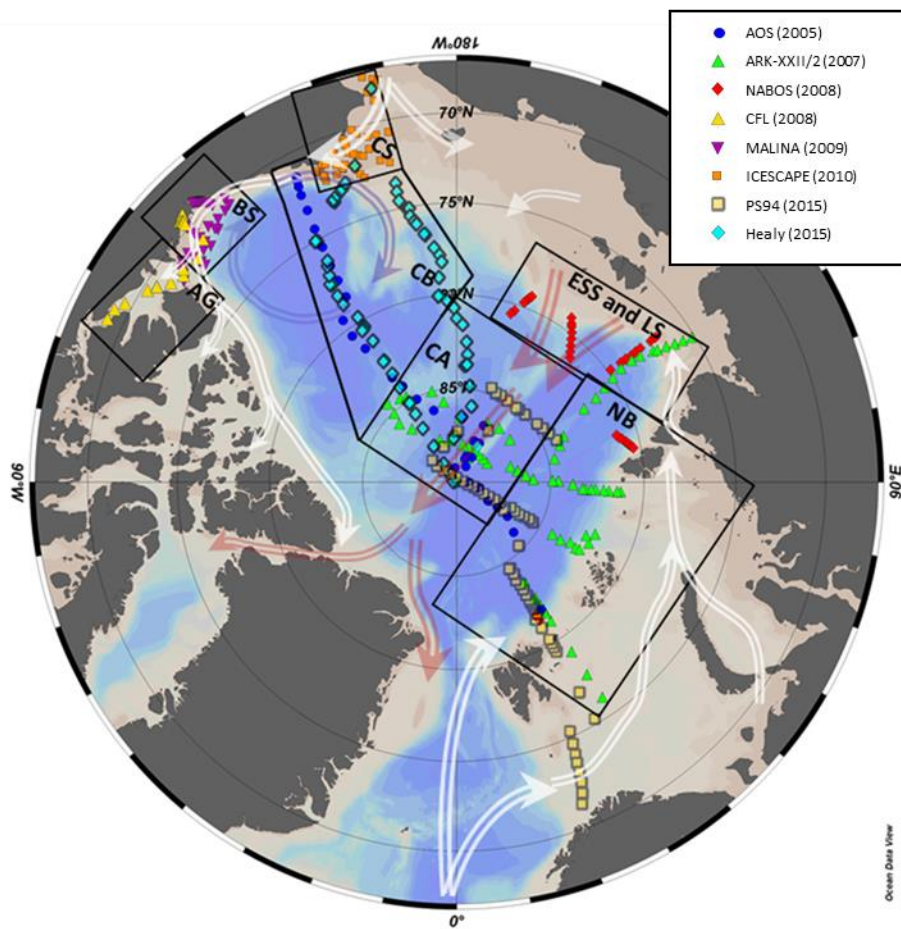 AOS (2005)
ARK-XXII/2 (2007)
NABOS (2008)
CFL (2008)
MALINA (2009)
ICESCAPE (2010)
PS94 (2015)
Healy (2015)
180°W
70°N
CS
75°N
BS
CB
ESS and LS
AG
CA
85°N
NB
90°W
90°E
0°
Ocean Data View